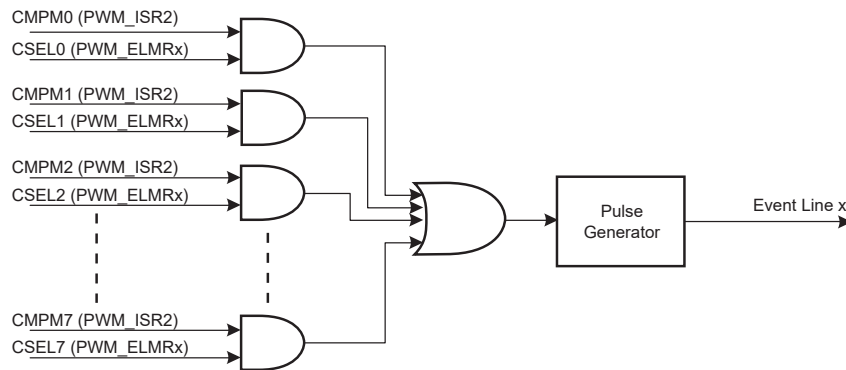 CMPM0 (PWM_ISR2)
CSEL0 (PWM_ELMRx)
CMPM1 (PWM_ISR2)
CSEL1 (PWM_ELMRx)
CMPM2 (PWM_ISR2)
CSEL2 (PWM_ELMRx)
CMPM7 (PWM_ISR2)
CSEL7 (PWM_ELMRx)
Pulse
Generator
Event Line x